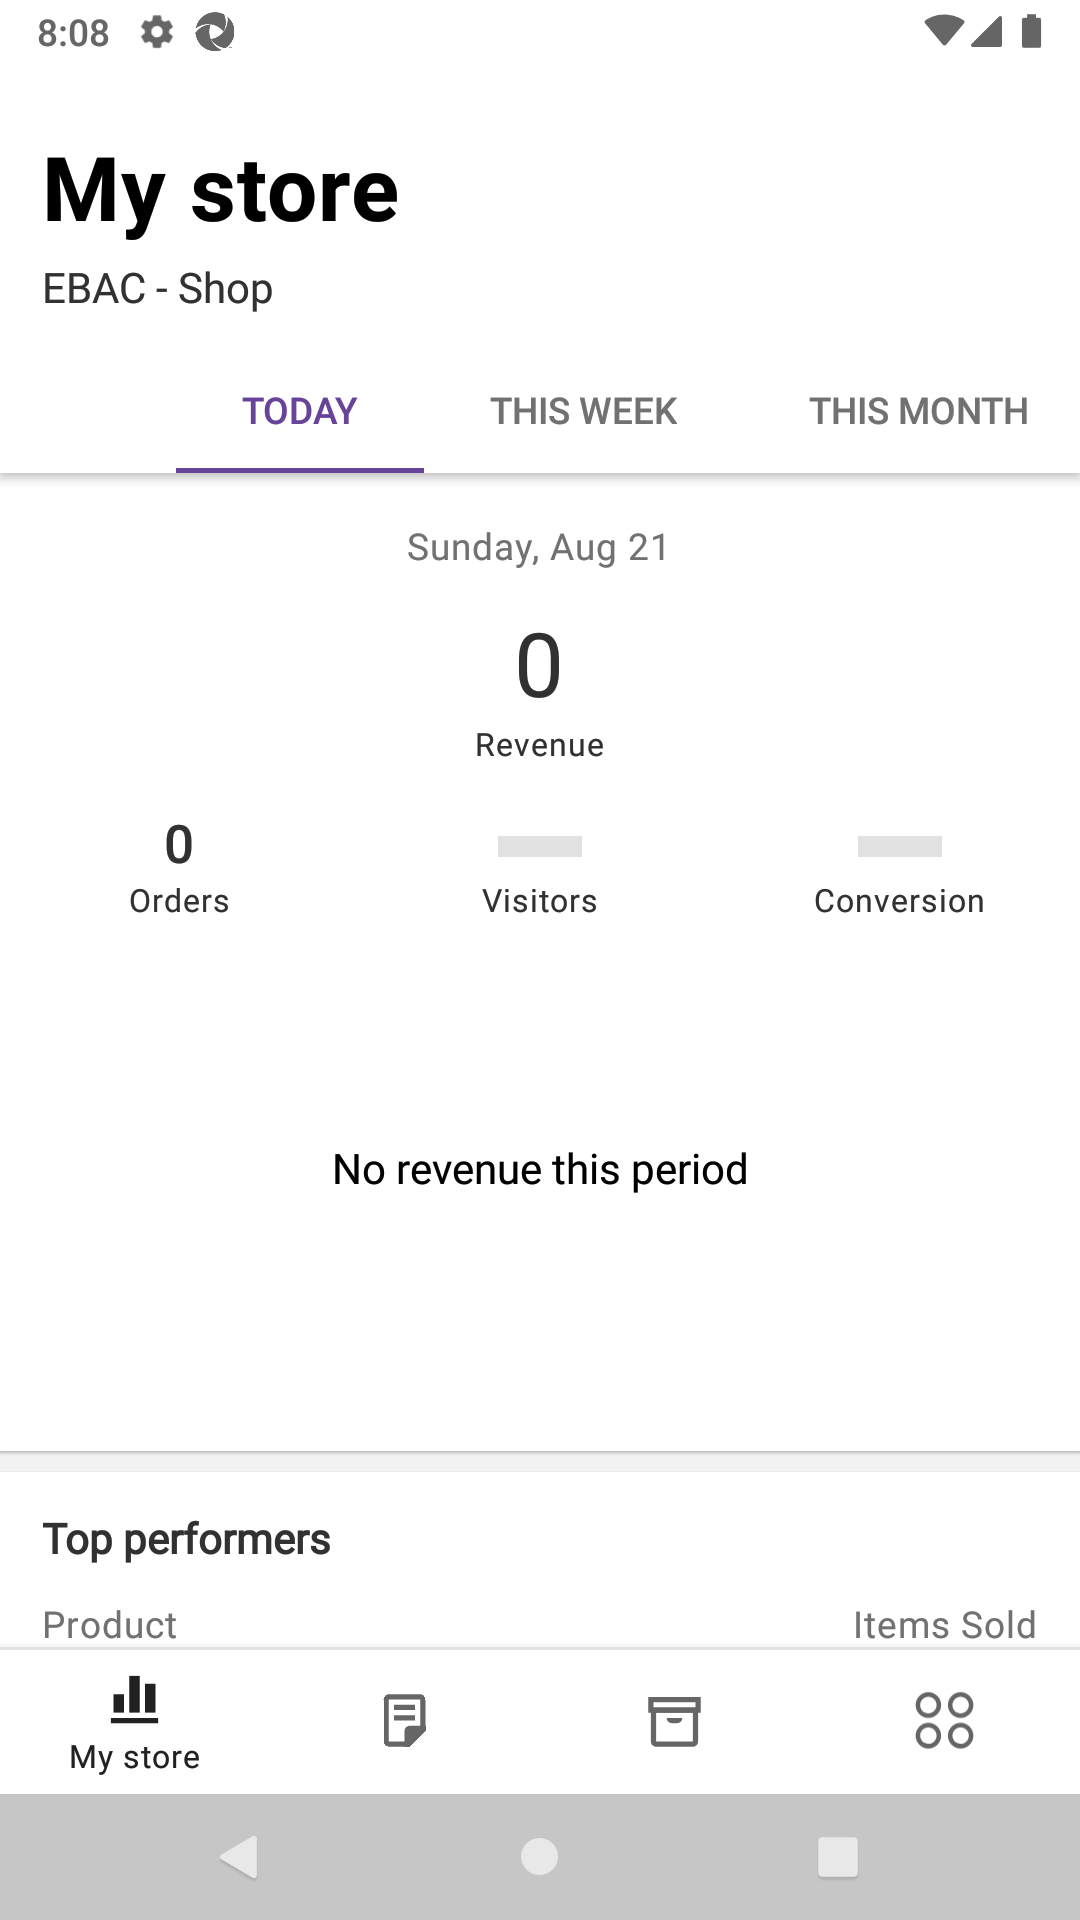 8:08
My store
EBAC - Shop
TODAY THIS WEEK THIS MONTH
Sunday, Aug 21
0
Revenue
0
Orders Visitors Conversion
No revenue this period
Top performers
Product Items Sold
My store